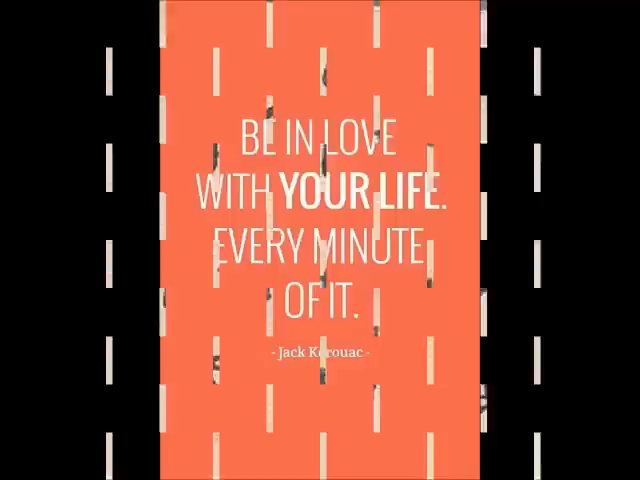 BE IN LOVE
WITH YOUR LIFE.
EVERY MINUTE
OF IT.
- Jack Kerouac -